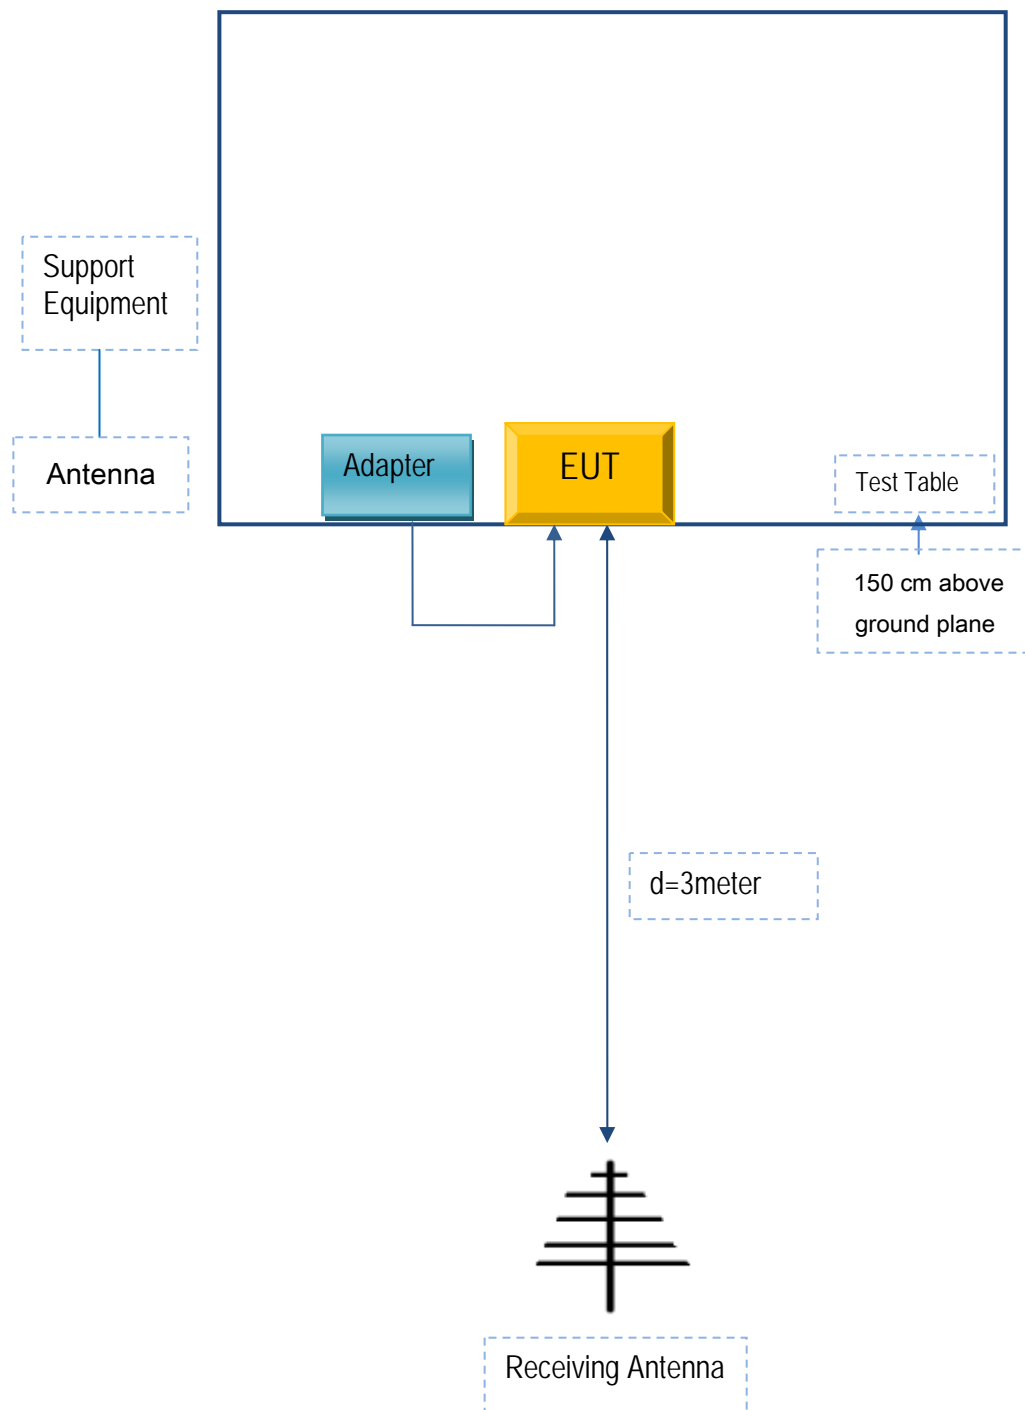 Support
Equipment
Antenna
Adapter
EUT
Test Table
150 cm above
ground plane
d=3meter
Receiving Antenna